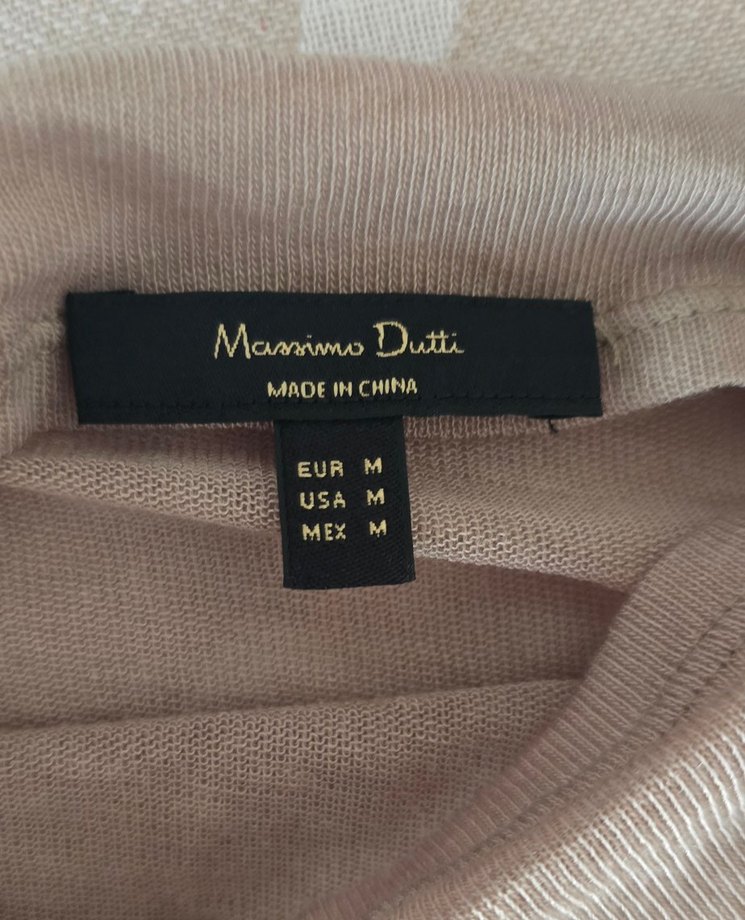 Massimo Dutti
MADE IN CHINA
EUR M
USA M
MEX M